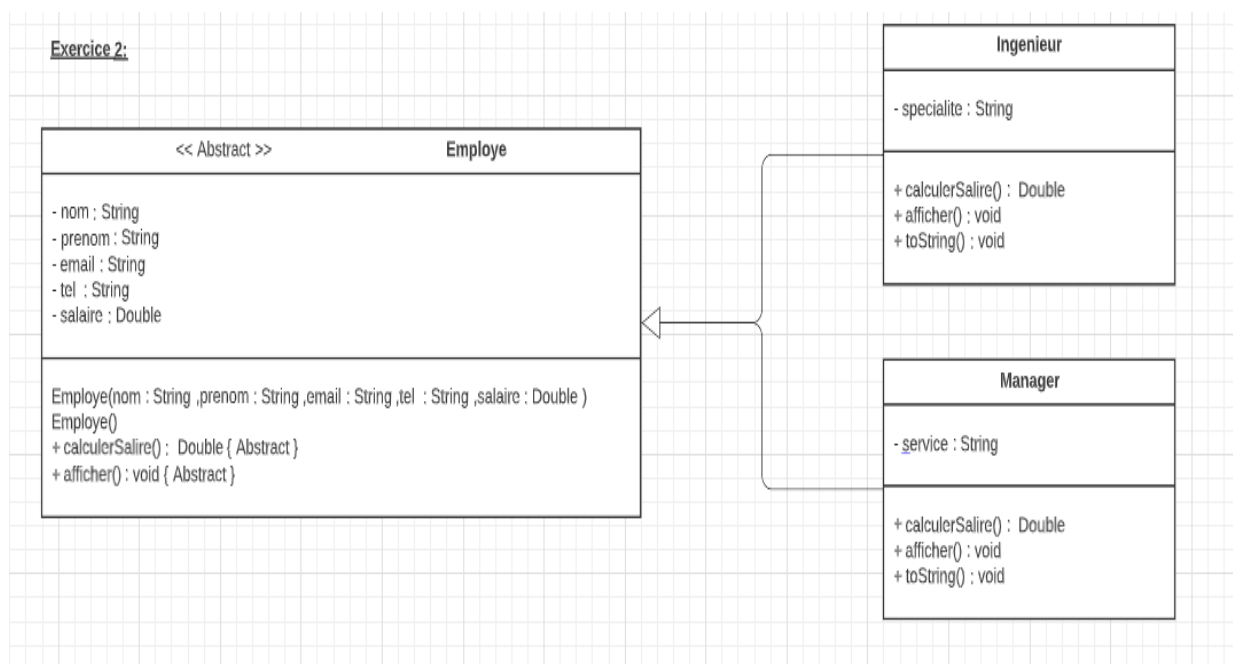 Exercice 2:
<< Abstract >> Employe
- nom : String
- prenom : String
- email : String
- tel : String
- salaire : Double
Employe(nom : String ,prenom : String ,email : String ,tel : String ,salaire : Double )
Employe()
+ calculerSalire() : Double { Abstract }
+ afficher() : void { Abstract }
Ingenieur
- specialite : String
+ calculerSalire() : Double
+ afficher() : void
+ toString() : void
Manager
- service : String
+ calculerSalire() : Double
+ afficher() : void
+ toString() : void